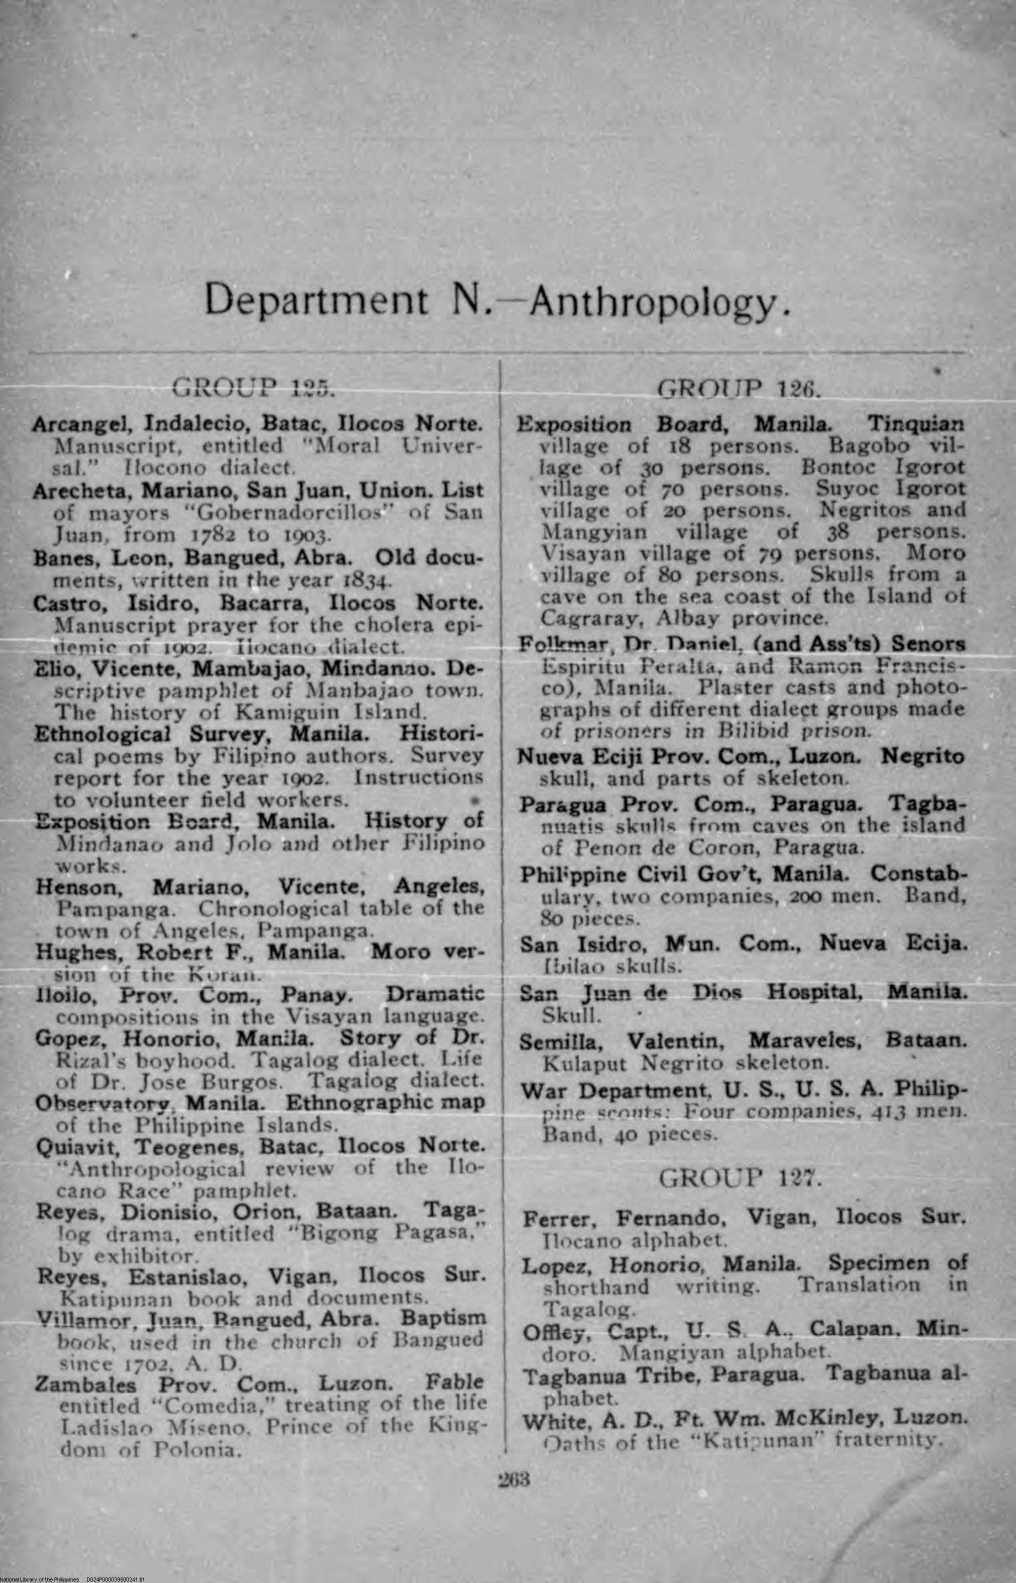 Department N.—Anthropology.
GROUP 125.
Arcangel, Indalecio, Batac, Ilocos Norte.
Manuscript, entitled "Moral Univer-
sal." Ilocono dialect.
Arecheta, Mariano, San Juan, Union. List
of mayors "Gobernadorcillos" of San
Juan, from 1782 to 1903.
Banes, Leon, Bangued, Abra. Old docu-
ments, written in the year 1834.
Castro, Isidro, Bacarra, Ilocos Norte.
Manuscript prayer for the cholera epi-
demic of 1902. Ilocano dialect.
Elio, Vicente, Mambajao, Mindanao. De-
scriptive pamphlet of Manbajao town.
The history of Kamiguin Island.
Ethnological Survey, Manila. Histori-
cal poems by Filipino authors. Survey
report for the year 1902. Instructions
to volunteer field workers.
Exposition Board, Manila. History of
Mindanao and Jolo and other Filipino
works.
Henson, Mariano, Vicente, Angeles,
Pampanga. Chronological table of the
town of Angeles, Pampanga.
Hughes, Robert F., Manila. Moro ver-
sion of the Koran.
Iloilo, Prov. Com., Panay. Dramatic
compositions in the Visayan language.
Gopez, Honorio, Manila. Story of Dr.
Rizal's boyhood. Tagalog dialect. Life
of Dr. Jose Burgos. Tagalog dialect.
Observatory, Manila. Ethnographic map
of the Philippine Islands.
Quiavit, Teogenes, Batac, Ilocos Norte.
"Anthropological review of the Ilo-
cano Race" pamphlet.
Reyes, Dionisio, Orion, Bataan. Taga-
log drama, entitled "Bigong Pagasa,"
by exhibitor.
Reyes, Estanislao, Vigan, Ilocos Sur.
Katipunan book and documents.
Villamor, Juan, Bangued, Abra. Baptism
book, used in the church of Bangued
since 1702, A. D.
Zambales Prov. Com., Luzon. Fable
entitled "Comedia," treating of the life
Ladislao Miseno, Prince of the King-
dom of Polonia.
GROUP 126.
Exposition Board, Manila. Tinquian
village of 18 persons. Bagobo vil-
lage of 30 persons. Bontoc Igorot
village of 70 persons. Suyoc Igorot
village of 20 persons. Negritos and
Mangyian village of 38 persons.
Visayan village of 79 persons. Moro
village of 80 persons. Skulls from a
cave on the sea coast of the Island of
Cagraray, Albay province.
Folkmar, Dr. Daniel, (and Ass'ts) Senors
Espiritu Peralta, and Ramon Francis-
co), Manila. Plaster casts and photo-
graphs of different dialect groups made
of prisoners in Bilibid prison.
Nueva Eciji Prov. Com., Luzon. Negrito
skull, and parts of skeleton.
Paragua Prov. Com., Paragua. Tagba-
nuatis skulls from caves on the island
of Penon de Coron, Paragua.
Philippine Civil Gov't, Manila. Constab-
ulary, two companies, 200 men. Band,
80 pieces.
San Isidro, Mun. Com., Nueva Ecija.
Ibilao skulls.
San Juan de Dios Hospital, Manila.
Skull.
Semilla, Valentin, Maraveles, Bataan.
Kulaput Negrito skeleton.
War Department, U. S., U. S. A. Philip-
pine scouts: Four companies, 413 men.
Band, 40 pieces.
GROUP 127.
Ferrer, Fernando, Vigan, Ilocos Sur.
Ilocano alphabet.
Lopez, Honorio, Manila. Specimen of
shorthand writing. Translation in
Tagalog.
Offley, Capt., U. S. A., Calapan, Min-
doro. Mangiyan alphabet.
Tagbanua Tribe, Paragua. Tagbanua al-
phabet.
White, A. D., Ft. Wm. McKinley, Luzon.
Oaths of the "Katipunan" fraternity.
263
National Library of the Philippines